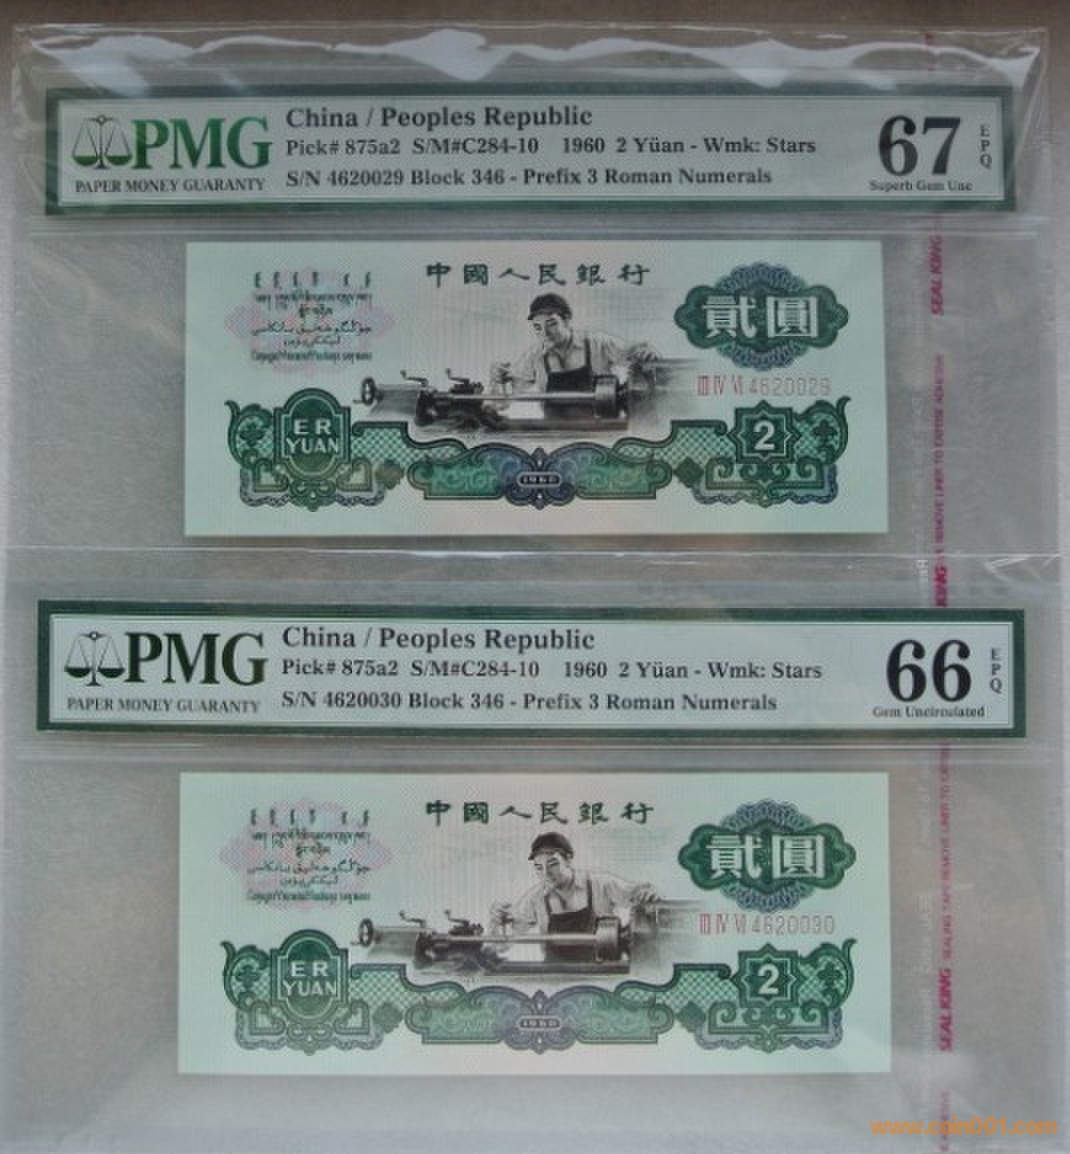 PMG
PAPER MONEY GUARANTY
China / Peoples Republic
Pick# 875a2 S/M#C284-10 1960 2 Yüan - Wmk: Stars
S/N 4620029 Block 346 - Prefix 3 Roman Numerals
67
EPQ
Superb Gem Unc
中國人民銀行
貳圓
III IV VI 4620029
ER
YUAN
2
1960
PMG
PAPER MONEY GUARANTY
China / Peoples Republic
Pick# 875a2 S/M#C284-10 1960 2 Yüan - Wmk: Stars
S/N 4620030 Block 346 - Prefix 3 Roman Numerals
66
EPQ
Gem Uncirculated
中國人民銀行
貳圓
III IV VI 4620030
ER
YUAN
2
1960
SEAL KING
SEAL KING
www.coin001.com